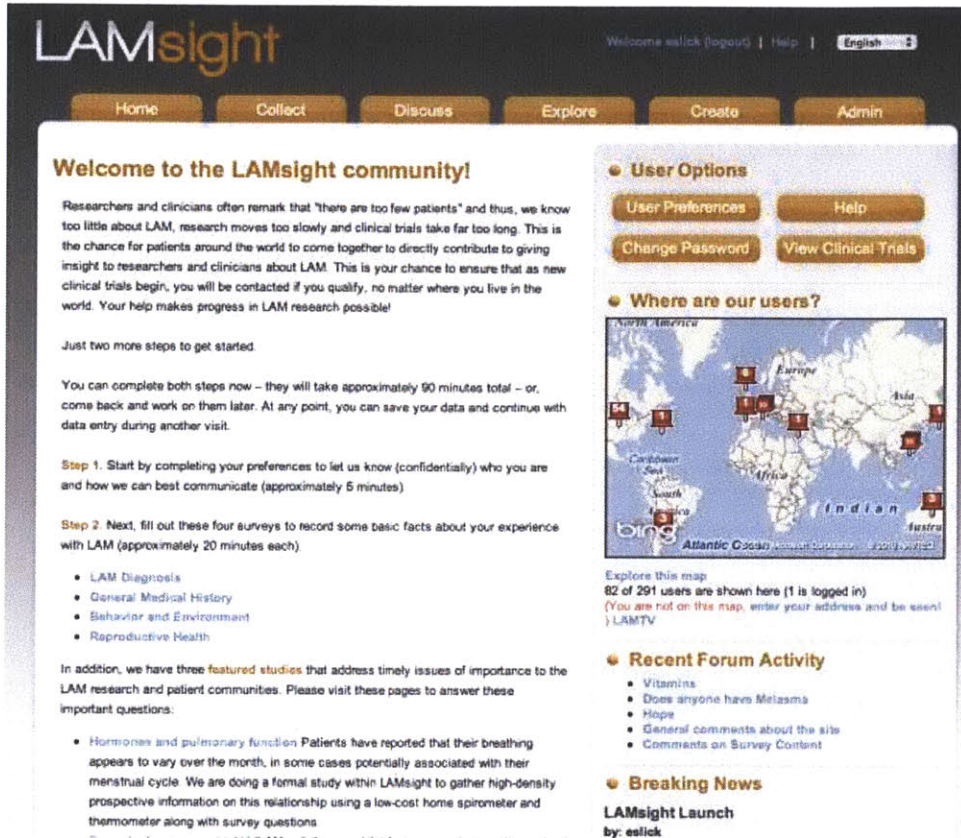 LAMsight
Welcome eslick (logout) | Help | English
Home Collect Discuss Explore Create Admin
Welcome to the LAMsight community!
Researchers and clinicians often remark that "there are too few patients" and thus, we know
too little about LAM, research moves too slowly and clinical trials take far too long. This is
the chance for patients around the world to come together to directly contribute to giving
insight to researchers and clinicians about LAM. This is your chance to ensure that as new
clinical trials begin, you will be contacted if you qualify, no matter where you live in the
world. Your help makes progress in LAM research possible!
Just two more steps to get started.
You can complete both steps now – they will take approximately 90 minutes total – or,
come back and work on them later. At any point, you can save your data and continue with
data entry during another visit.
Step 1. Start by completing your preferences to let us know (confidentially) who you are
and how we can best communicate (approximately 5 minutes)
Step 2. Next, fill out these four surveys to record some basic facts about your experience
with LAM (approximately 20 minutes each).
• LAM Diagnosis
• General Medical History
• Behavior and Environment
• Reproductive Health
In addition, we have three featured studies that address timely issues of importance to the
LAM research and patient communities. Please visit these pages to answer these
important questions:
• Hormones and pulmonary function Patients have reported that their breathing
appears to vary over the month, in some cases potentially associated with their
menstrual cycle. We are doing a formal study within LAMsight to gather high-density
prospective information on this relationship using a low-cost home spirometer and
thermometer along with survey questions
User Options
User Preferences Help
Change Password View Clinical Trials
Where are our users?
North America
Europe
Asia
Caribbean
Sea
Africa
South
America
Indian
Austra
bing
Atlantic Ocean
Explore this map
82 of 291 users are shown here (1 is logged in)
(You are not on this map, enter your address and be seen!
) LAMTV
Recent Forum Activity
• Vitamins
• Does anyone have Melasma
• Hope
• General comments about the site
• Comments on Survey Content
Breaking News
LAMsight Launch
by: eslick